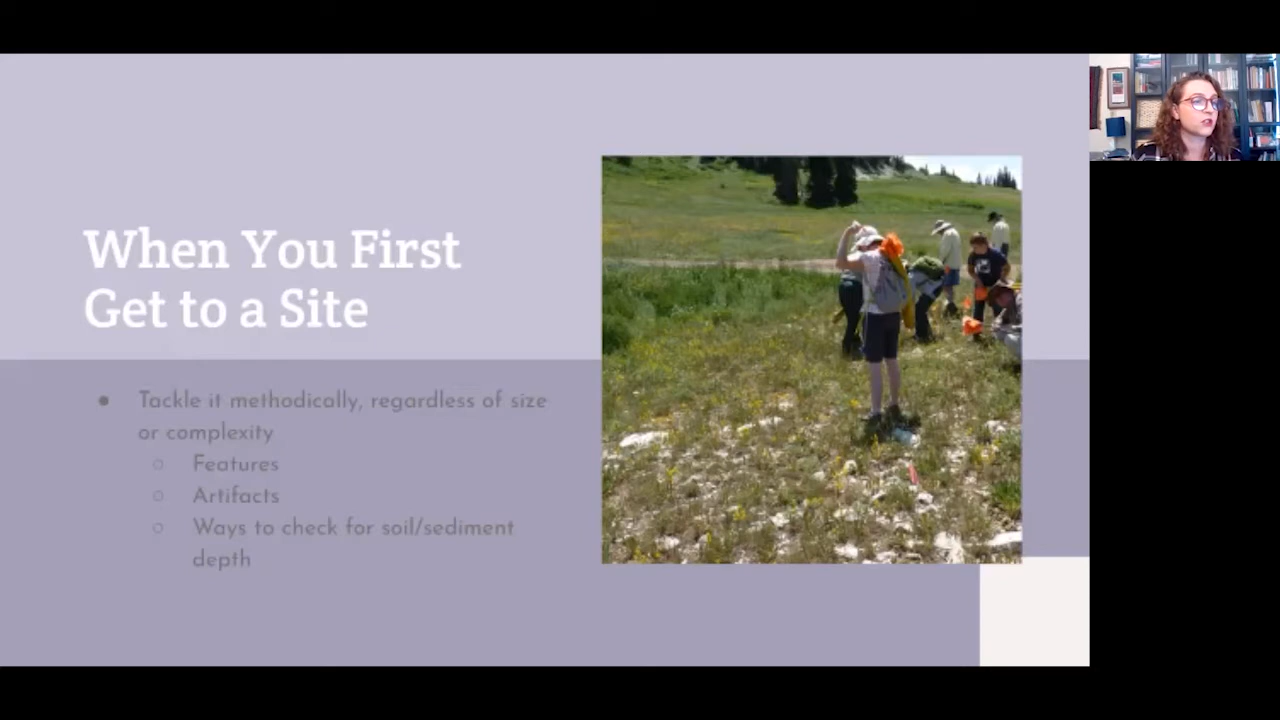 When You First
Get to a Site
● Tackle it methodically, regardless of size
or complexity
○ Features
○ Artifacts
○ Ways to check for soil/sediment
depth